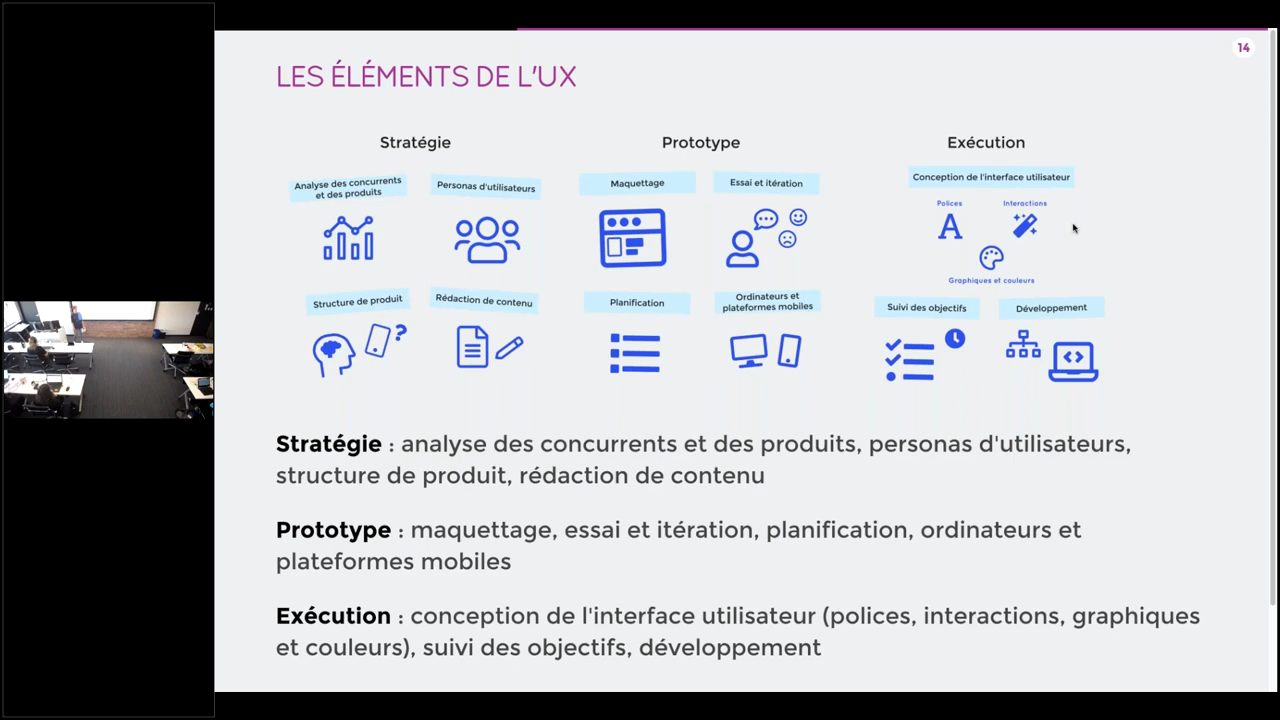 14
LES ÉLÉMENTS DE L'UX
Stratégie
Prototype
Exécution
Analyse des concurrents
et des produits
Personas d'utilisateurs
Maquettage
Essai et itération
Conception de l'interface utilisateur
Polices
Interactions
A
Graphiques et couleurs
Structure de produit
Rédaction de contenu
Planification
Ordinateurs et
plateformes mobiles
Suivi des objectifs
Développement
?
Stratégie : analyse des concurrents et des produits, personas d'utilisateurs,
structure de produit, rédaction de contenu
Prototype : maquettage, essai et itération, planification, ordinateurs et
plateformes mobiles
Exécution : conception de l'interface utilisateur (polices, interactions, graphiques
et couleurs), suivi des objectifs, développement